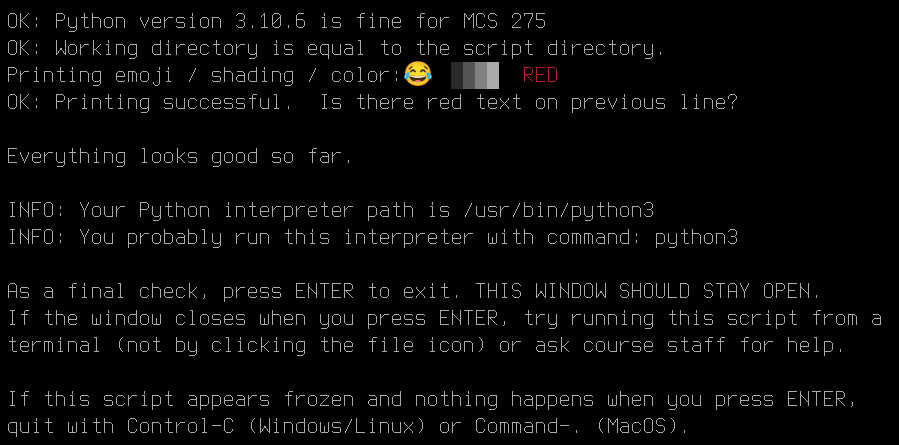 OK: Python version 3.10.6 is fine for MCS 275
OK: Working directory is equal to the script directory.
Printing emoji / shading / color:😂 ░▒▓█ RED
OK: Printing successful.  Is there red text on previous line?
Everything looks good so far.
INFO: Your Python interpreter path is /usr/bin/python3
INFO: You probably run this interpreter with command: python3
As a final check, press ENTER to exit. THIS WINDOW SHOULD STAY OPEN.
If the window closes when you press ENTER, try running this script from a
terminal (not by clicking the file icon) or ask course staff for help.
If this script appears frozen and nothing happens when you press ENTER,
quit with Control-C (Windows/Linux) or Command-. (MacOS).